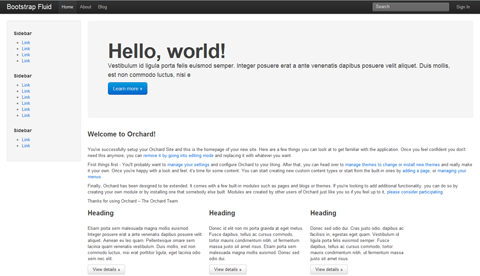 Bootstrap Fluid Home About Blog Search Sign In
Sidebar
Link
Link
Link
Link
Sidebar
Link
Link
Link
Link
Link
Link
Sidebar
Link
Link
Hello, world!
Vestibulum id ligula porta felis euismod semper. Integer posuere erat a ante venenatis dapibus posuere velit aliquet. Duis mollis,
est non commodo luctus, nisi e
Learn more »
Welcome to Orchard!
You've successfully setup your Orchard Site and this is the homepage of your new site. Here are a few things you can look at to get familiar with the application. Once you feel confident you don't
need this anymore, you can remove it by going into editing mode and replacing it with whatever you want.
First things first - You'll probably want to manage your settings and configure Orchard to your liking. After that, you can head over to manage themes to change or install new themes and really make
it your own. Once you're happy with a look and feel, it's time for some content. You can start creating new custom content types or start from the built-in ones by adding a page, or managing
your menus.
Finally, Orchard has been designed to be extended. It comes with a few built-in modules such as pages and blogs or themes. If you're looking to add additional functionality, you can do so by
creating your own module or by installing one that somebody else built. Modules are created by other users of Orchard just like you so if you feel up to it, please consider participating.
Thanks for using Orchard – The Orchard Team
Heading
Etiam porta sem malesuada magna mollis euismod.
Integer posuere erat a ante venenatis dapibus posuere velit
aliquet. Aenean eu leo quam. Pellentesque ornare sem
lacinia quam venenatis vestibulum. Duis mollis, est non
commodo luctus, nisi erat porttitor ligula, eget lacinia odio
sem nec elit.
View details »
Heading
Donec id elit non mi porta gravida at eget metus.
Fusce dapibus, tellus ac cursus commodo,
tortor mauris condimentum nibh, ut fermentum
massa justo sit amet risus. Etiam porta sem
malesuada magna mollis euismod. Donec sed
odio dui.
View details »
Heading
Donec sed odio dui. Cras justo odio, dapibus ac
facilisis in, egestas eget quam. Vestibulum id
ligula porta felis euismod semper. Fusce
dapibus, tellus ac cursus commodo, tortor
mauris condimentum nibh, ut fermentum massa
justo sit amet risus.
View details »